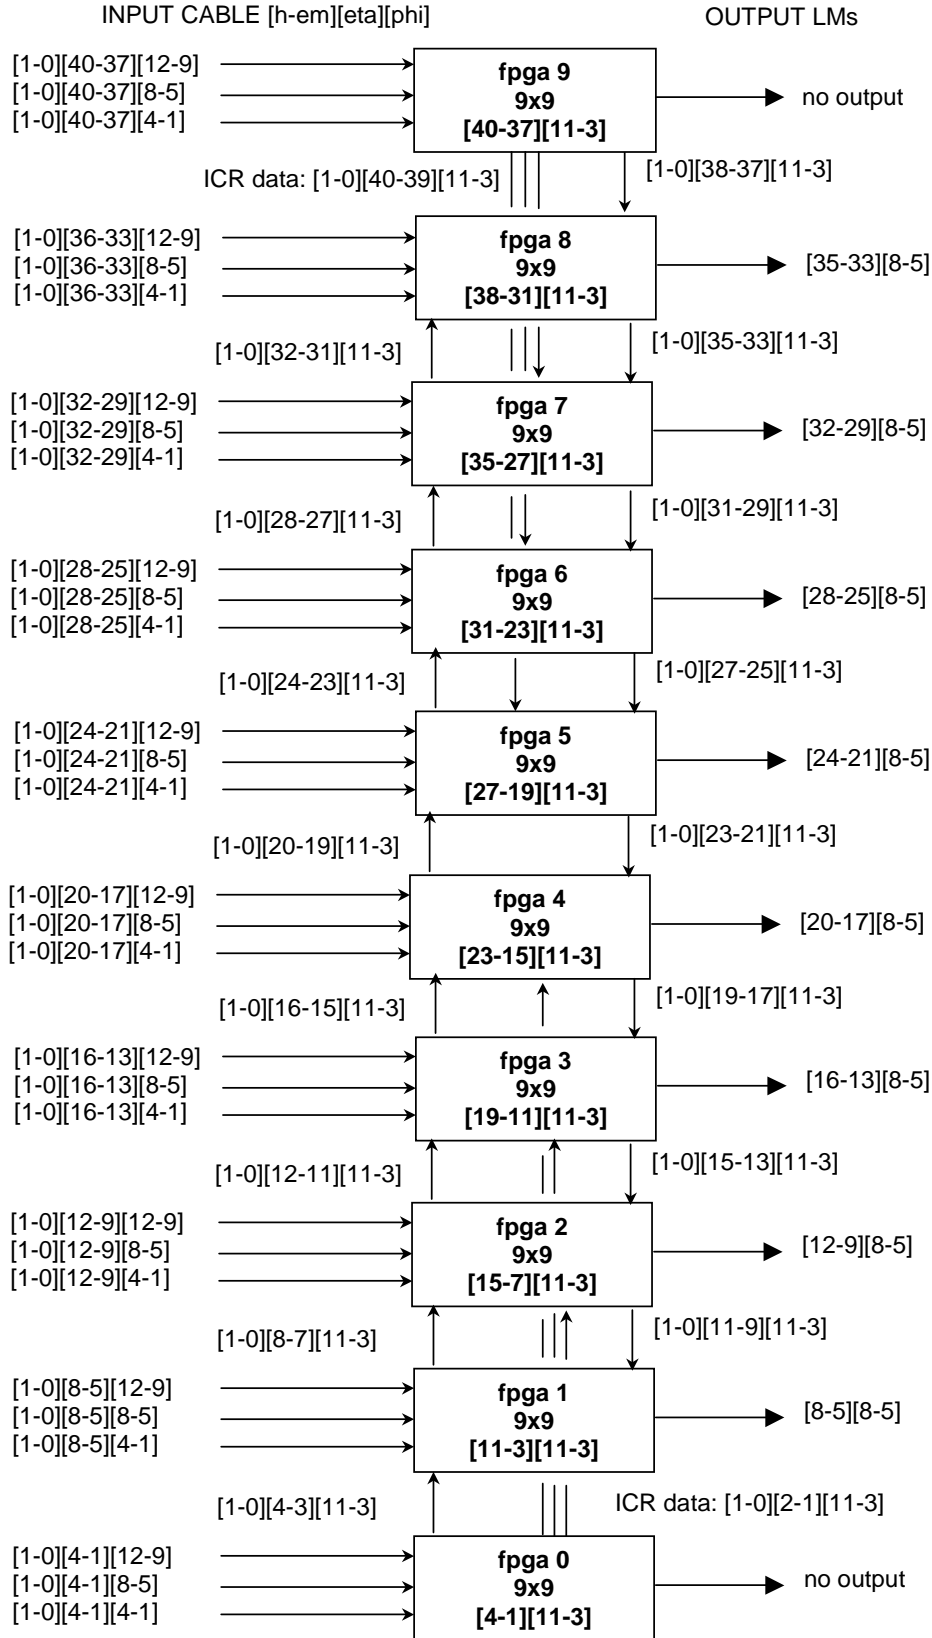 INPUT CABLE [h-em][eta][phi]
OUTPUT LMs
[1-0][40-37][12-9]
[1-0][40-37][8-5]
[1-0][40-37][4-1]
fpga 9
9x9
[40-37][11-3]
no output
ICR data: [1-0][40-39][11-3]
[1-0][38-37][11-3]
[1-0][36-33][12-9]
[1-0][36-33][8-5]
[1-0][36-33][4-1]
fpga 8
9x9
[38-31][11-3]
[35-33][8-5]
[1-0][32-31][11-3]
[1-0][35-33][11-3]
[1-0][32-29][12-9]
[1-0][32-29][8-5]
[1-0][32-29][4-1]
fpga 7
9x9
[35-27][11-3]
[32-29][8-5]
[1-0][28-27][11-3]
[1-0][31-29][11-3]
[1-0][28-25][12-9]
[1-0][28-25][8-5]
[1-0][28-25][4-1]
fpga 6
9x9
[31-23][11-3]
[28-25][8-5]
[1-0][24-23][11-3]
[1-0][27-25][11-3]
[1-0][24-21][12-9]
[1-0][24-21][8-5]
[1-0][24-21][4-1]
fpga 5
9x9
[27-19][11-3]
[24-21][8-5]
[1-0][20-19][11-3]
[1-0][23-21][11-3]
[1-0][20-17][12-9]
[1-0][20-17][8-5]
[1-0][20-17][4-1]
fpga 4
9x9
[23-15][11-3]
[20-17][8-5]
[1-0][16-15][11-3]
[1-0][19-17][11-3]
[1-0][16-13][12-9]
[1-0][16-13][8-5]
[1-0][16-13][4-1]
fpga 3
9x9
[19-11][11-3]
[16-13][8-5]
[1-0][12-11][11-3]
[1-0][15-13][11-3]
[1-0][12-9][12-9]
[1-0][12-9][8-5]
[1-0][12-9][4-1]
fpga 2
9x9
[15-7][11-3]
[12-9][8-5]
[1-0][8-7][11-3]
[1-0][11-9][11-3]
[1-0][8-5][12-9]
[1-0][8-5][8-5]
[1-0][8-5][4-1]
fpga 1
9x9
[11-3][11-3]
[8-5][8-5]
[1-0][4-3][11-3]
ICR data: [1-0][2-1][11-3]
[1-0][4-1][12-9]
[1-0][4-1][8-5]
[1-0][4-1][4-1]
fpga 0
9x9
[4-1][11-3]
no output